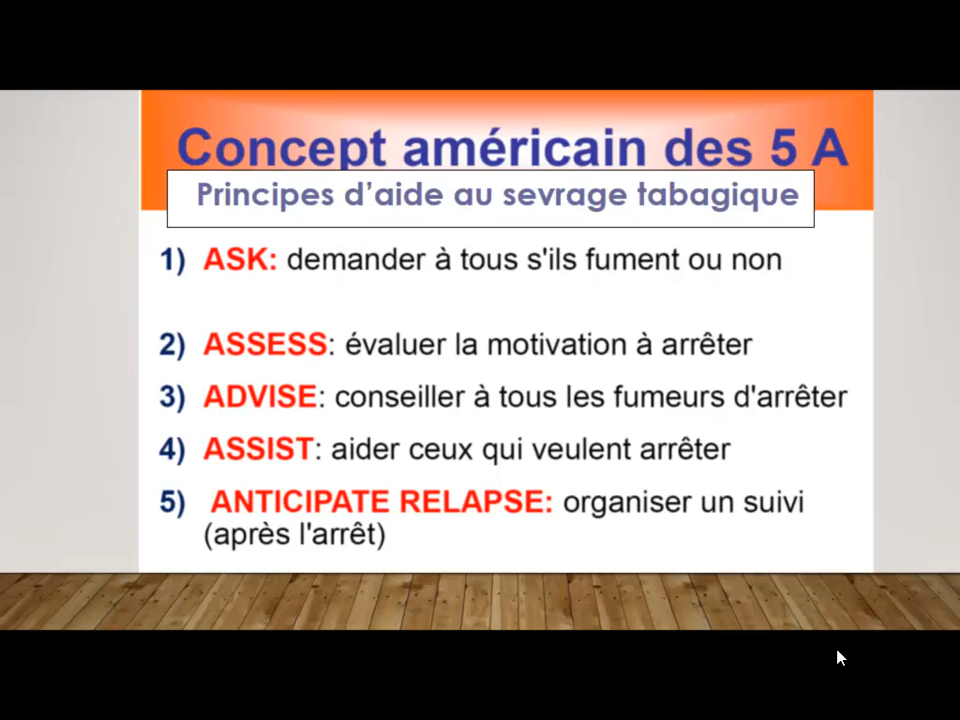 Concept américain des 5 A
Principes d’aide au sevrage tabagique
1) ASK: demander à tous s'ils fument ou non
2) ASSESS: évaluer la motivation à arrêter
3) ADVISE: conseiller à tous les fumeurs d'arrêter
4) ASSIST: aider ceux qui veulent arrêter
5) ANTICIPATE RELAPSE: organiser un suivi
(après l'arrêt)